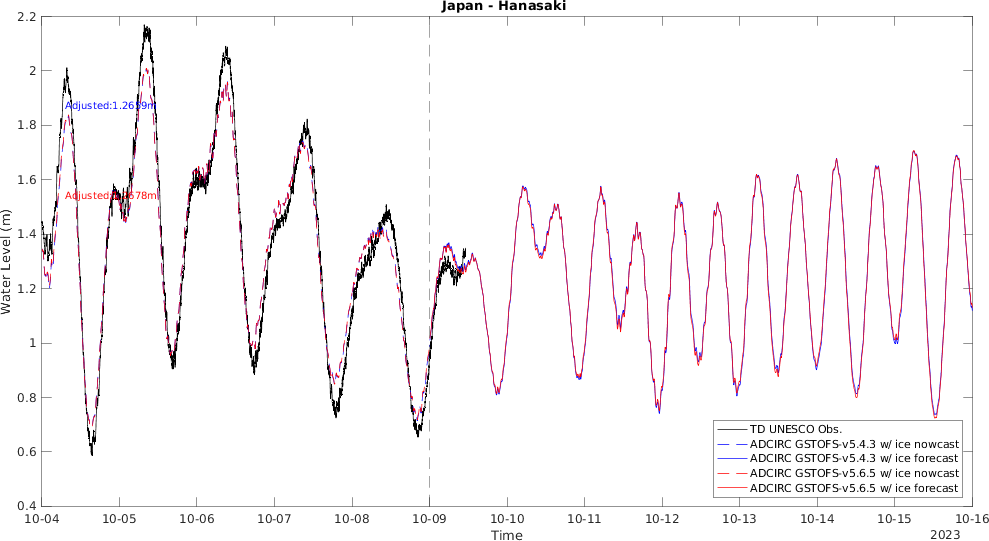 Japan - Hanasaki
Water Level (m)
2.2
2
1.8
1.6
1.4
1.2
1
0.8
0.6
0.4
Adjusted:1.2659m
TD UNESCO Obs.
ADCIRC GSTOFS-v5.4.3 w/ ice nowcast
ADCIRC GSTOFS-v5.4.3 w/ ice forecast
ADCIRC GSTOFS-v5.6.5 w/ ice nowcast
ADCIRC GSTOFS-v5.6.5 w/ ice forecast
10-04 10-05 10-06 10-07 10-08 10-09 10-10 10-11 10-12 10-13 10-14 10-15 10-16
Time
2023